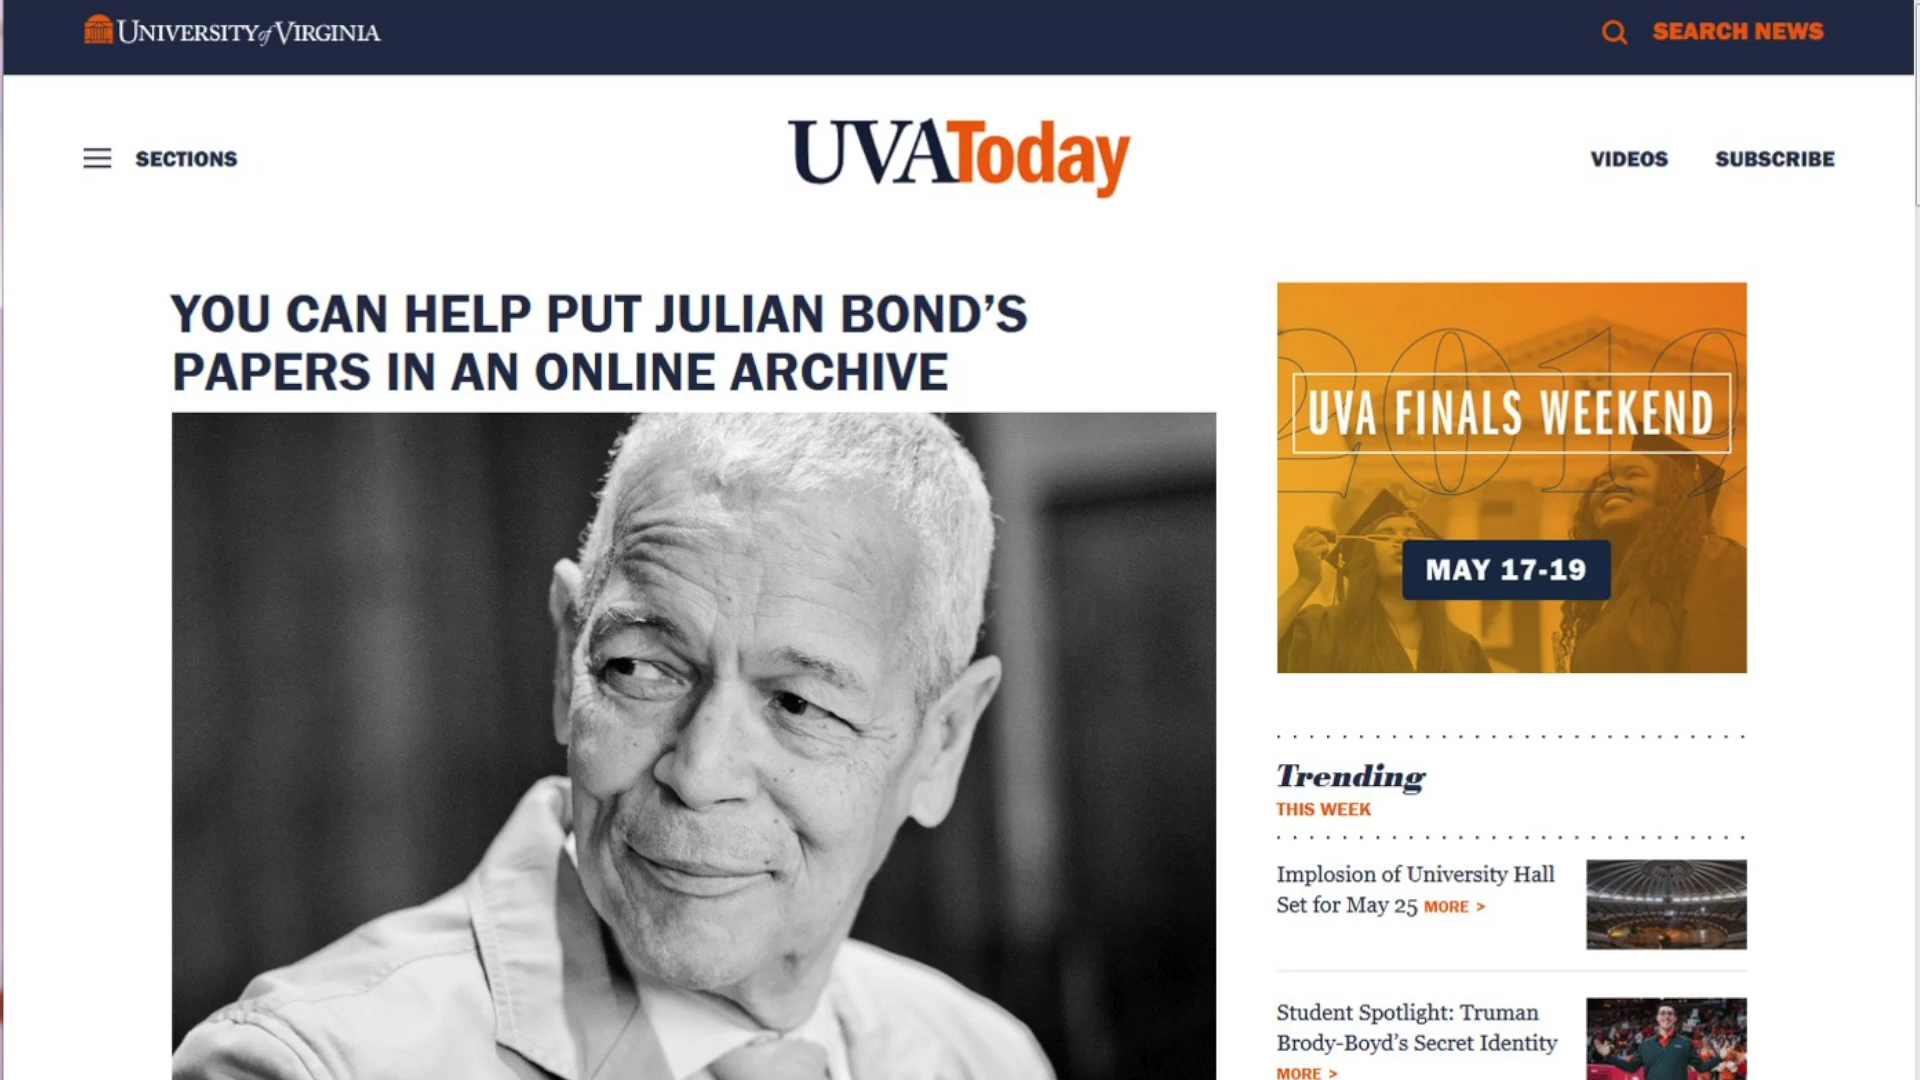 UNIVERSITY of VIRGINIA
SEARCH NEWS
SECTIONS
UVAToday
VIDEOS
SUBSCRIBE
YOU CAN HELP PUT JULIAN BOND’S
PAPERS IN AN ONLINE ARCHIVE
2019
UVA FINALS WEEKEND
MAY 17-19
Trending
THIS WEEK
Implosion of University Hall
Set for May 25 MORE >
Student Spotlight: Truman
Brody-Boyd’s Secret Identity
MORE >